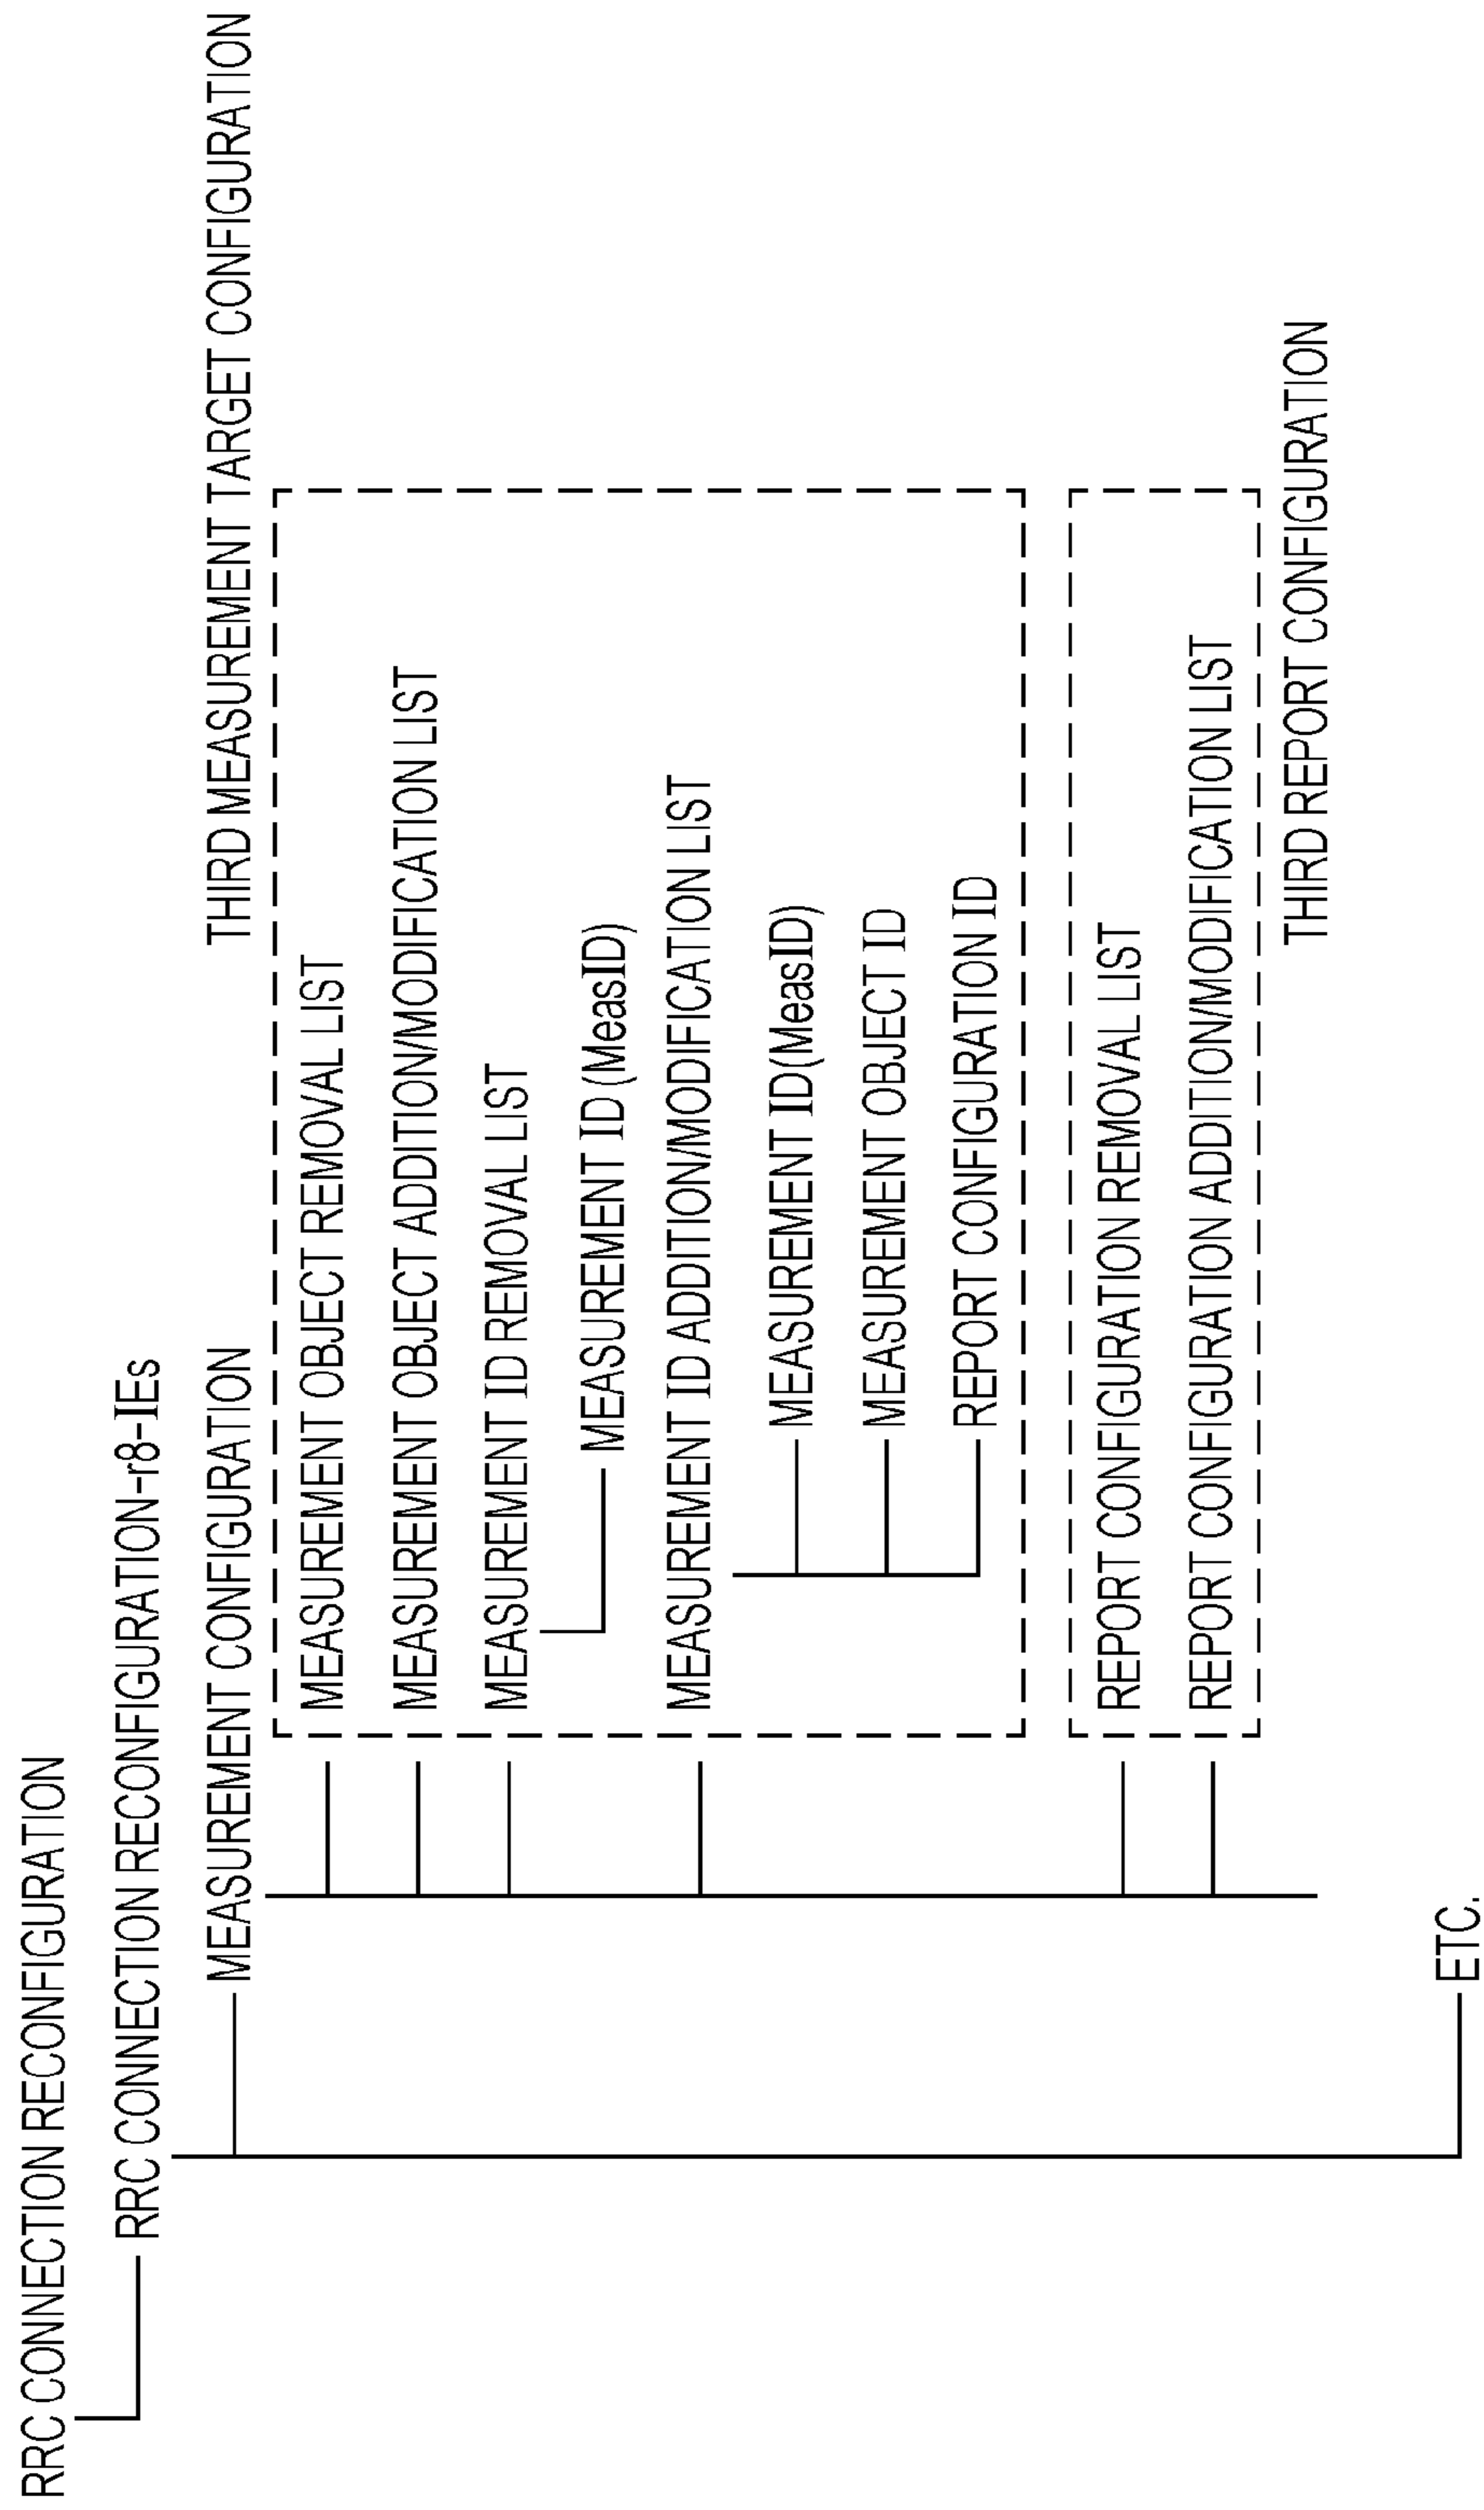 RRC CONNECTION RECONFIGURATION
RRC CONNECTION RECONFIGURATION-r8-IEs
MEASUREMENT CONFIGURATION
THIRD MEASUREMENT TARGET CONFIGURATION
MEASUREMENT OBJECT REMOVAL LIST
MEASUREMENT OBJECT ADDITION/MODIFICATION LIST
MEASUREMENT ID REMOVAL LIST
MEASUREMENT ID(MeasID)
MEASUREMENT ID ADDITION/MODIFICATION LIST
MEASUREMENT ID(MeasID)
MEASUREMENT OBJECT ID
REPORT CONFIGURATION ID
REPORT CONFIGURATION REMOVAL LIST
REPORT CONFIGURATION ADDITION/MODIFICATION LIST
THIRD REPORT CONFIGURATION
ETC.